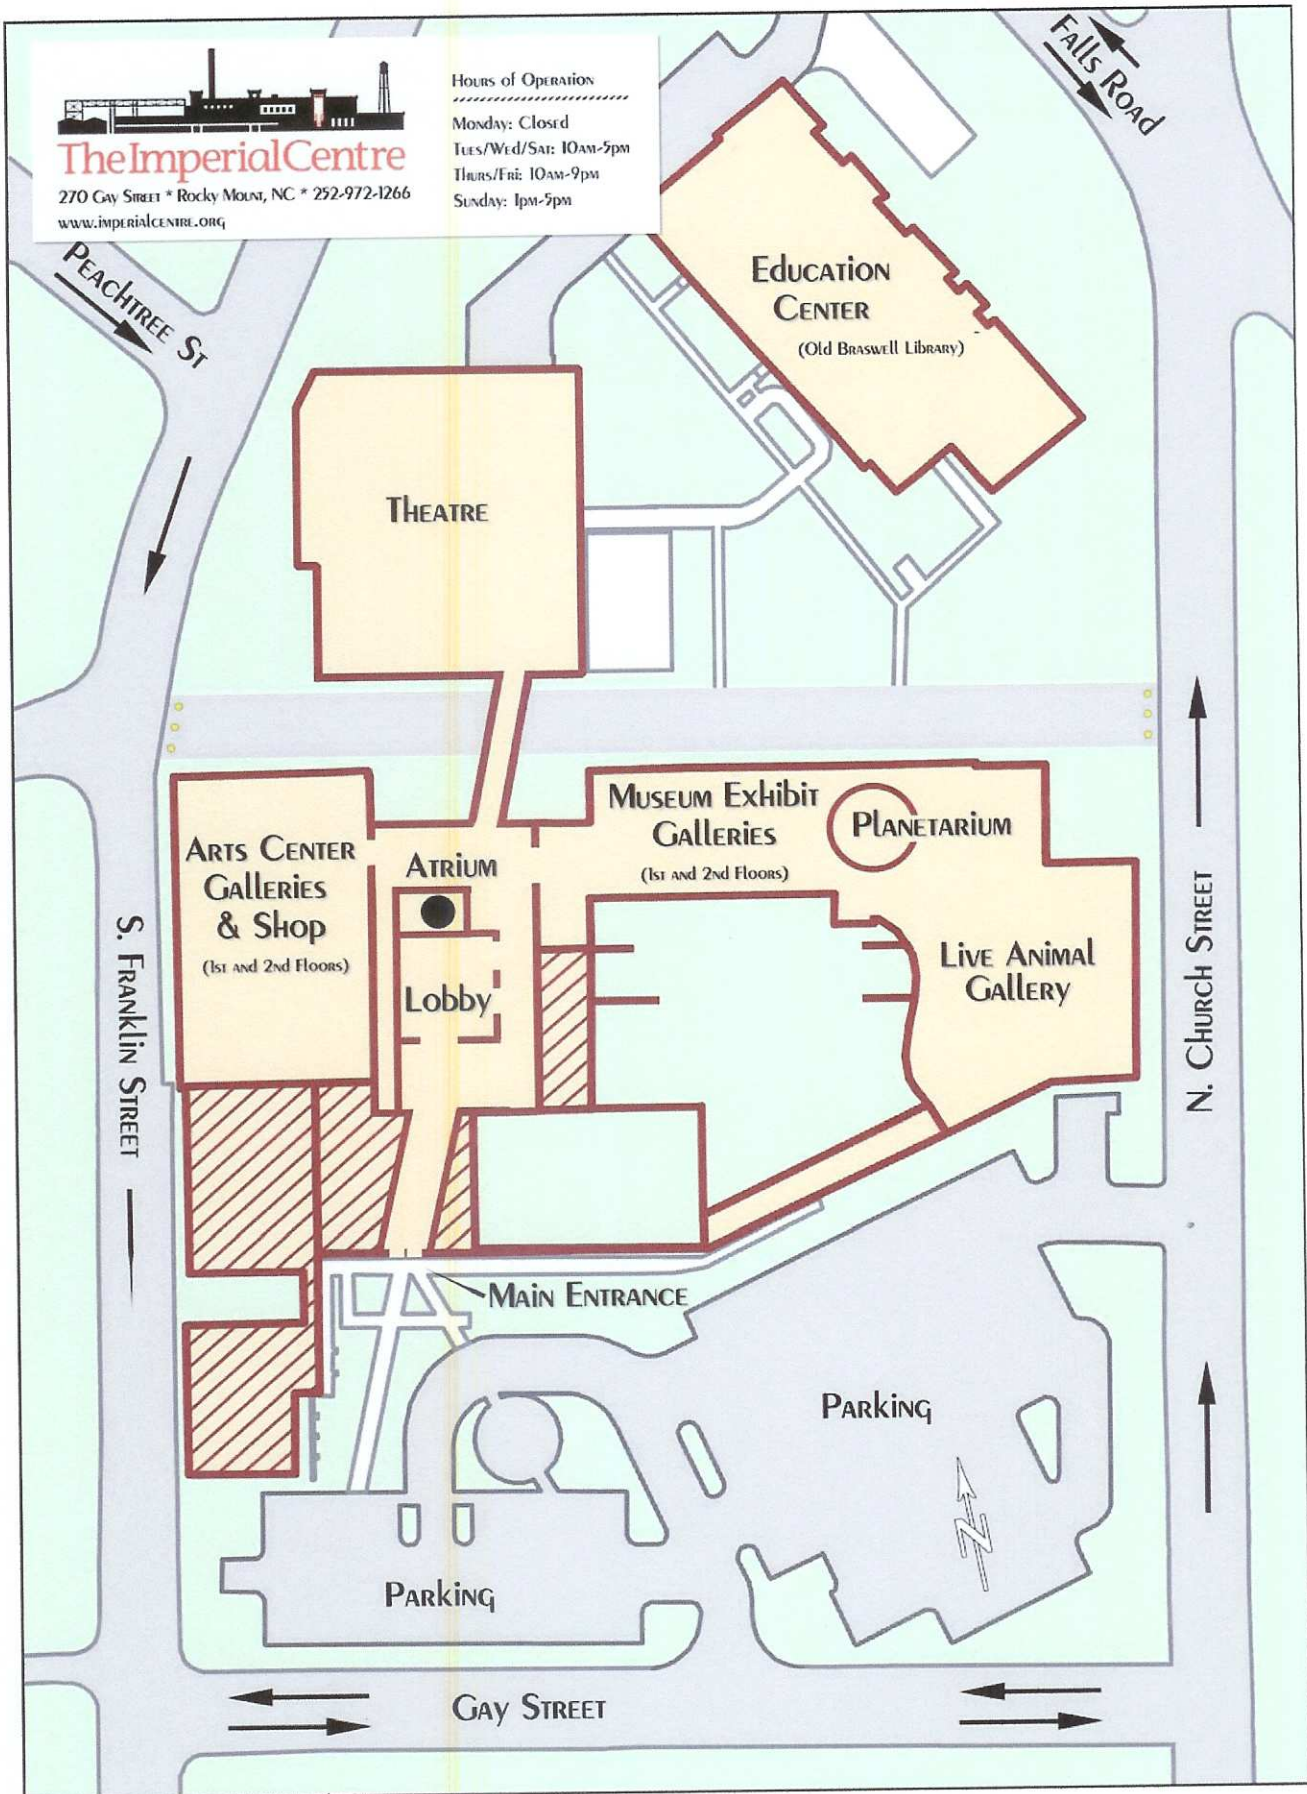 The Imperial Centre
270 Gay Street * Rocky Mount, NC * 252-972-1266
www.imperialcentre.org
Hours of Operation
Monday: Closed
Tues/Wed/Sat: 10am-5pm
Thurs/Fri: 10am-9pm
Sunday: 1pm-5pm
Falls Road
Peachtree St
Education
Center
(Old Braswell Library)
Theatre
Arts Center
Galleries
& Shop
(1st and 2nd Floors)
Atrium
Lobby
Museum Exhibit
Galleries
(1st and 2nd Floors)
Planetarium
Live Animal
Gallery
S. Franklin Street
N. Church Street
Main Entrance
Parking
N
Parking
Gay Street